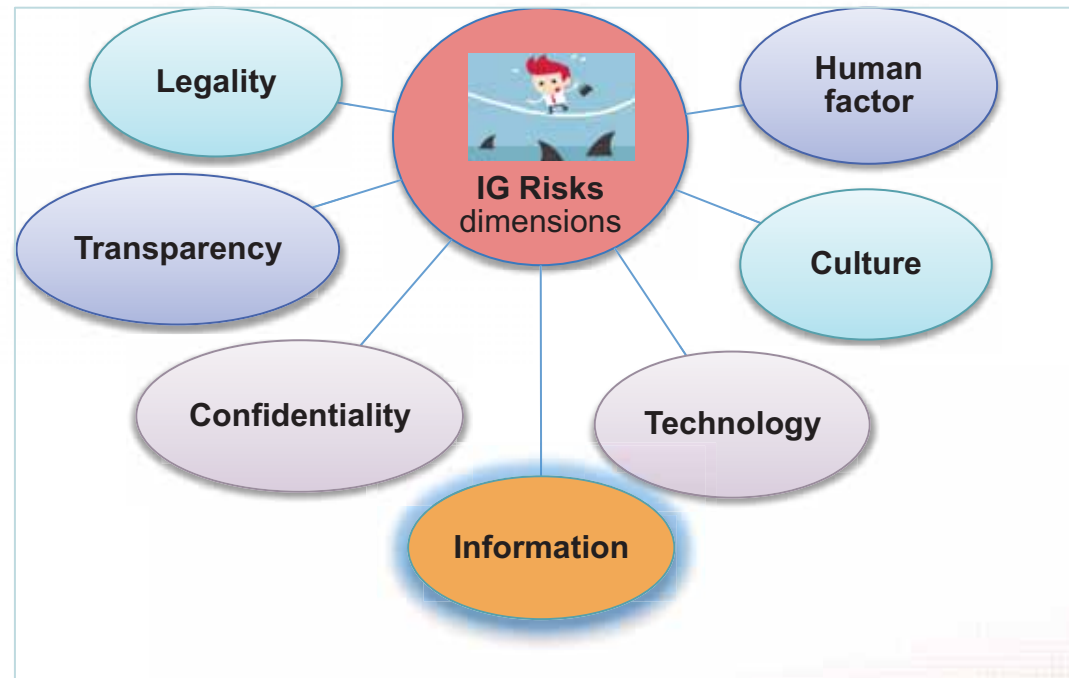 Legality
Human
factor
IG Risks
dimensions
Transparency
Culture
Confidentiality
Technology
Information